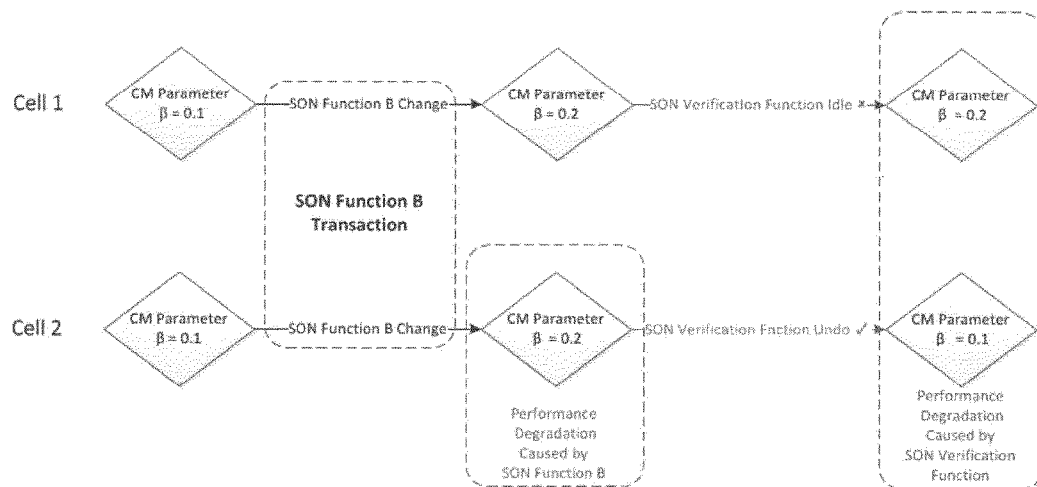 Cell 1
CM Parameter
β = 0.1
SON Function B Change
CM Parameter
β = 0.2
SON Verification Function Idle ×
CM Parameter
β = 0.2
SON Function B
Transaction
Cell 2
CM Parameter
β = 0.1
SON Function B Change
CM Parameter
β = 0.2
SON Verification Fnction Undo ✓
CM Parameter
β = 0.1
Performance
Degradation
Caused by
SON Function B
Performance
Degradation
Caused by
SON Verification
Function